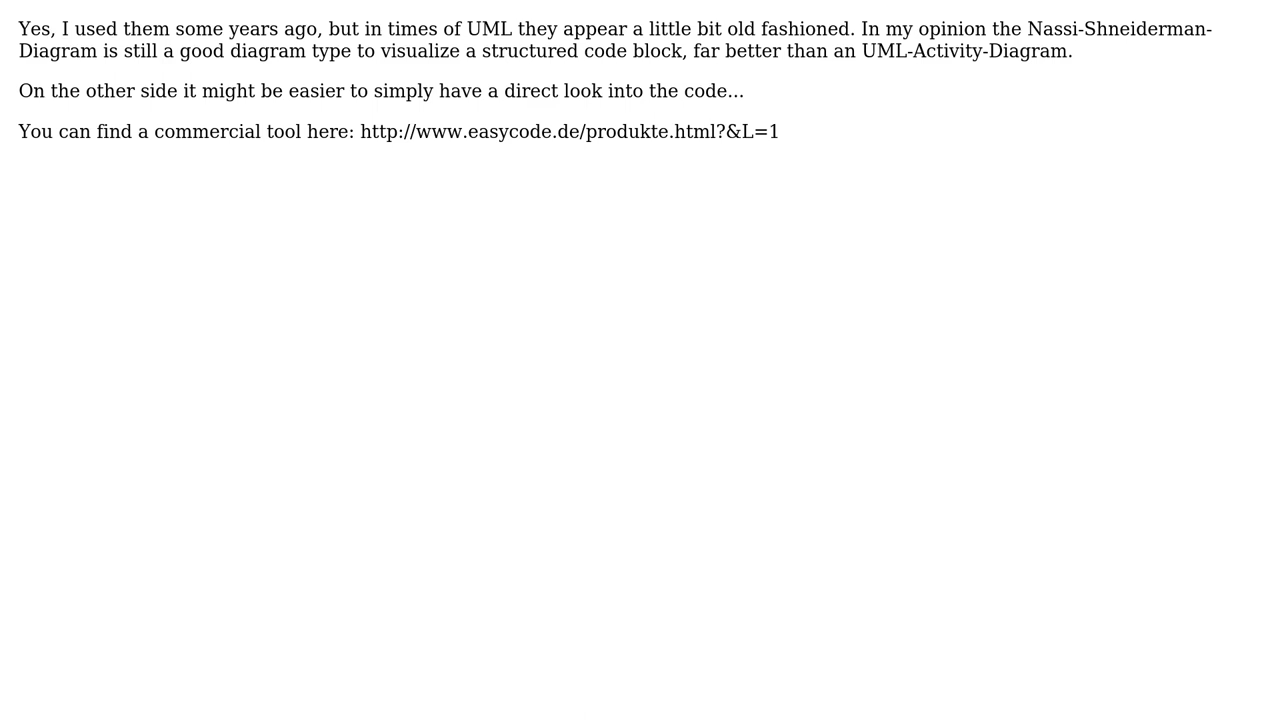 Yes, I used them some years ago, but in times of UML they appear a little bit old fashioned. In my opinion the Nassi-Shneiderman-
Diagram is still a good diagram type to visualize a structured code block, far better than an UML-Activity-Diagram.
On the other side it might be easier to simply have a direct look into the code...
You can find a commercial tool here: http://www.easycode.de/produkte.html?&L=1